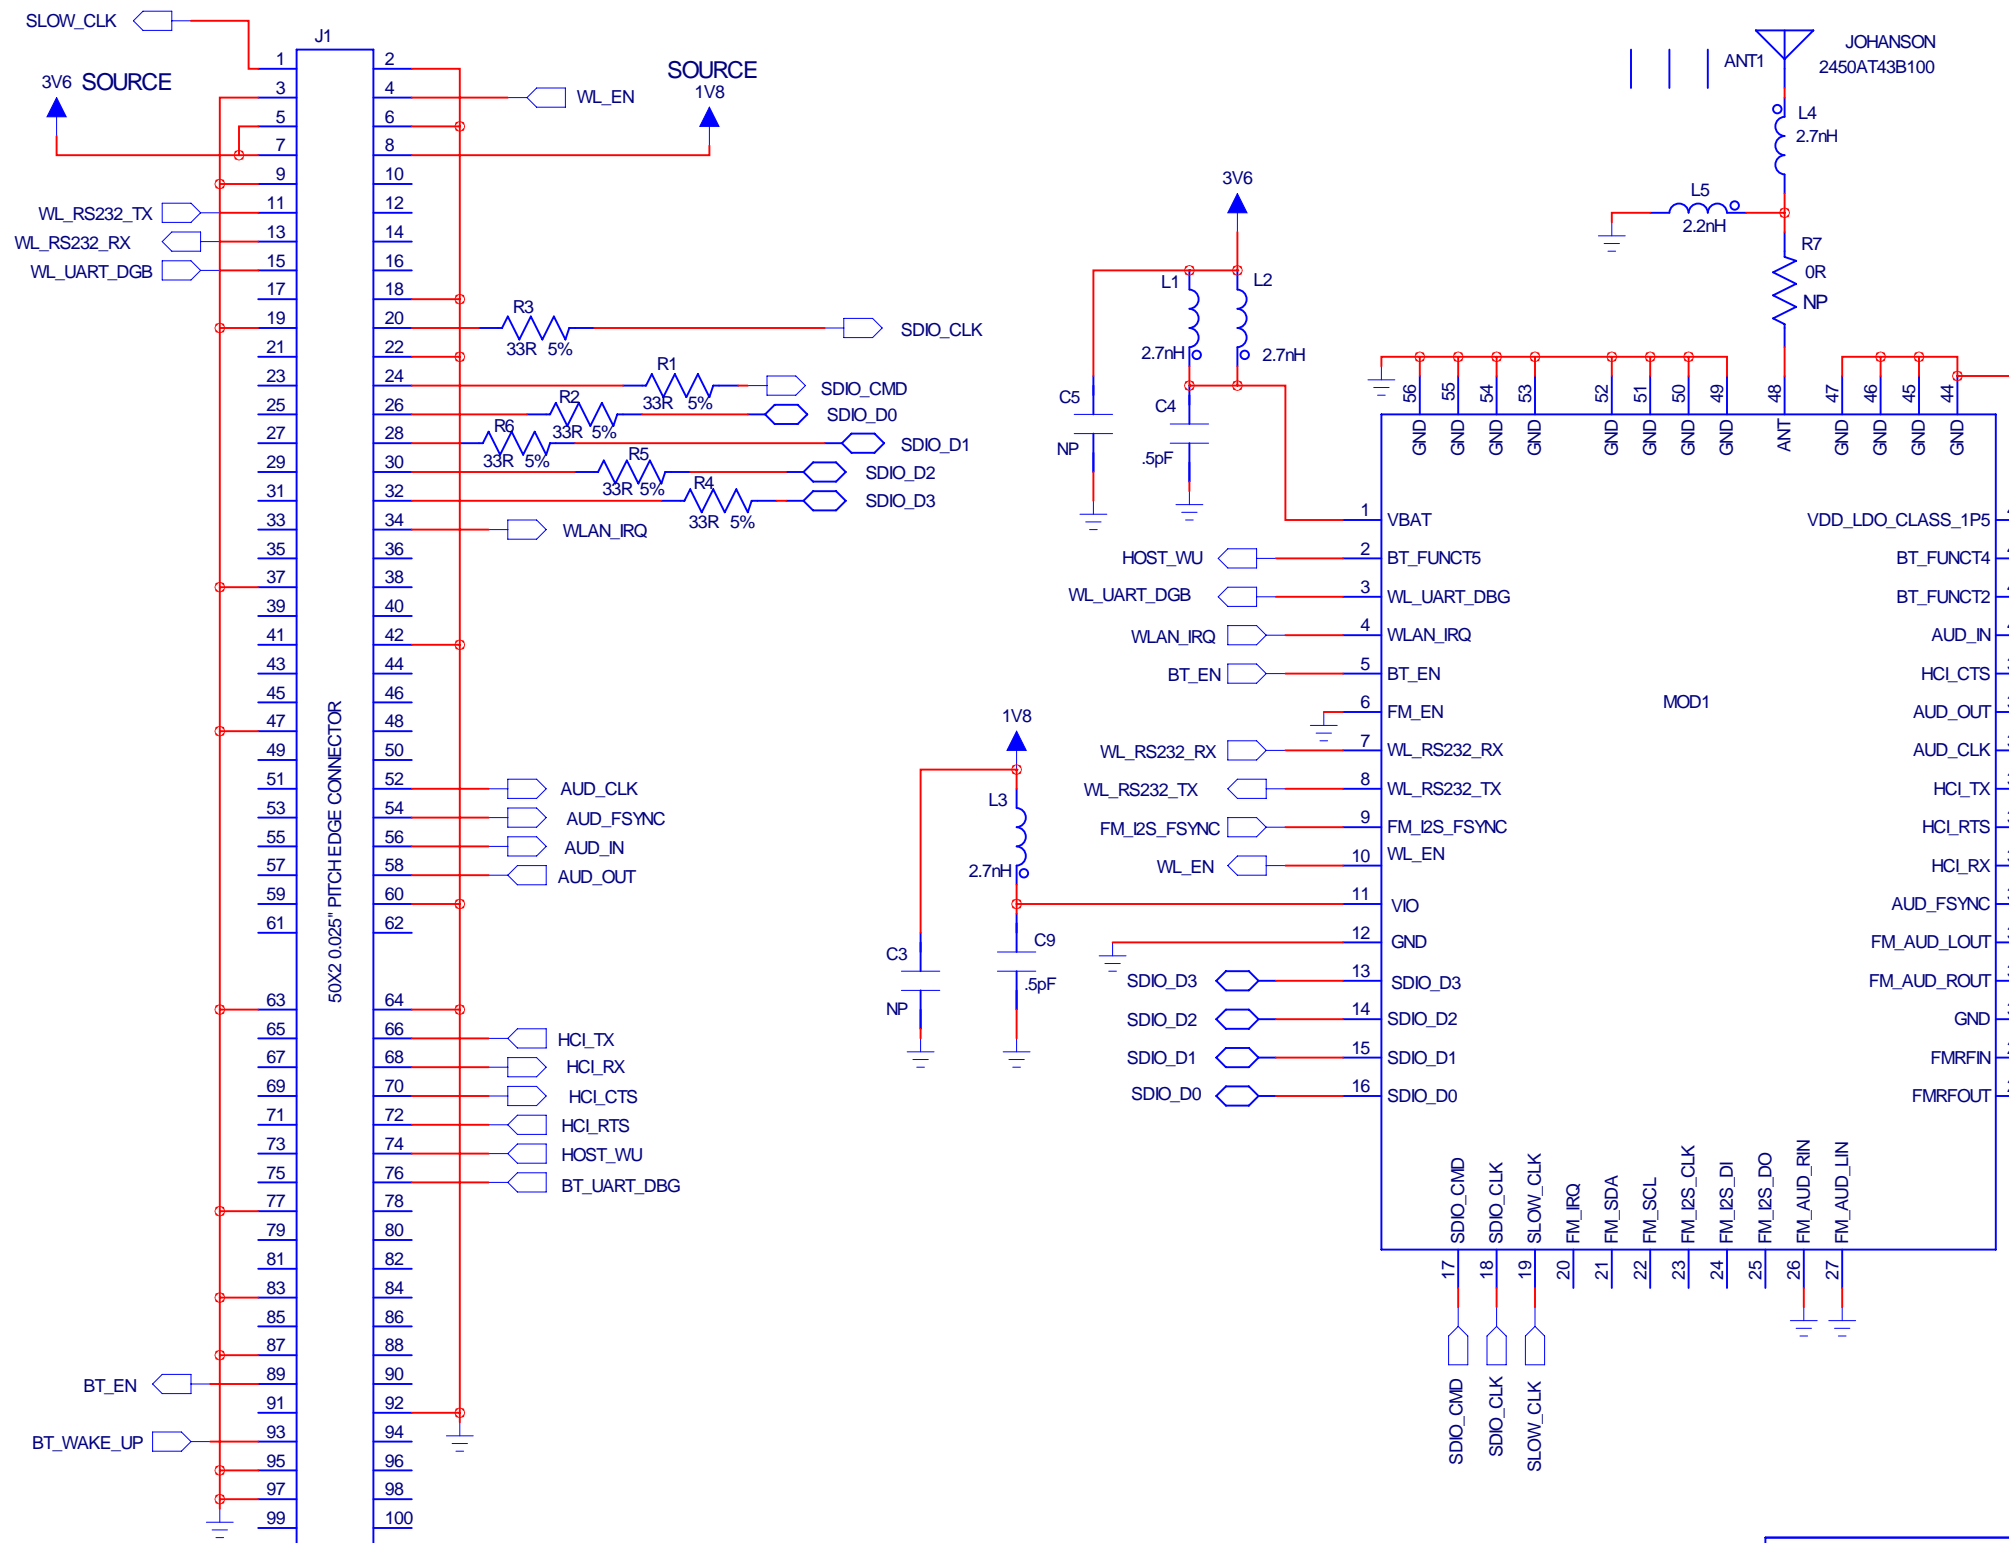 SLOW_CLK
J1
3V6 SOURCE
SOURCE
1V8
1 2
3 4 WL_EN
5 6
7 8
9 10
WL_RS232_TX 11 12
WL_RS232_RX 13 14
WL_UART_DGB 15 16
17 18
19 20 R3 33R 5% SDIO_CLK
21 22
23 24 R1 33R 5% SDIO_CMD
25 26 R2 33R 5% SDIO_D0
27 28 R6 33R 5% SDIO_D1
29 30 R5 33R 5% SDIO_D2
31 32 R4 33R 5% SDIO_D3
33 34 WLAN_IRQ
35 36
37 38
39 40
41 42
43 44
45 46
47 48
49 50
51 52 AUD_CLK
53 54 AUD_FSYNC
55 56 AUD_IN
57 58 AUD_OUT
59 60
61 62
63 64
65 66 HCI_TX
67 68 HCI_RX
69 70 HCI_CTS
71 72 HCI_RTS
73 74 HOST_WU
75 76 BT_UART_DBG
77 78
79 80
81 82
83 84
85 86
87 88
BT_EN 89 90
91 92
BT_WAKE_UP 93 94
95 96
97 98
99 100
50X2 0.025" PITCH EDGE CONNECTOR
ANT1
JOHANSON
2450AT43B100
L4
2.7nH
L5
2.2nH
R7
0R
NP
3V6
L1
2.7nH
L2
2.7nH
C5
NP
C4
.5pF
1V8
L3
2.7nH
C3
NP
C9
.5pF
56 55 54 53 52 51 50 49 48 47 46 45 44
GND GND GND GND GND GND GND GND ANT GND GND GND GND
MOD1
1 VBAT
HOST_WU 2 BT_FUNCT5
WL_UART_DGB 3 WL_UART_DBG
WLAN_IRQ 4 WLAN_IRQ
BT_EN 5 BT_EN
6 FM_EN
WL_RS232_RX 7 WL_RS232_RX
WL_RS232_TX 8 WL_RS232_TX
FM_I2S_FSYNC 9 FM_I2S_FSYNC
WL_EN 10 WL_EN
11 VIO
12 GND
SDIO_D3 13 SDIO_D3
SDIO_D2 14 SDIO_D2
SDIO_D1 15 SDIO_D1
SDIO_D0 16 SDIO_D0
VDD_LDO_CLASS_1P5
BT_FUNCT4
BT_FUNCT2
AUD_IN
HCI_CTS
AUD_OUT
AUD_CLK
HCI_TX
HCI_RTS
HCI_RX
AUD_FSYNC
FM_AUD_LOUT
FM_AUD_ROUT
GND
FMRFIN
FMRFOUT
SDIO_CMD SDIO_CLK SLOW_CLK FM_IRQ FM_SDA FM_SCL FM_I2S_CLK FM_I2S_DI FM_I2S_DO FM_AUD_RIN FM_AUD_LIN
17 18 19 20 21 22 23 24 25 26 27
SDIO_CMD SDIO_CLK SLOW_CLK